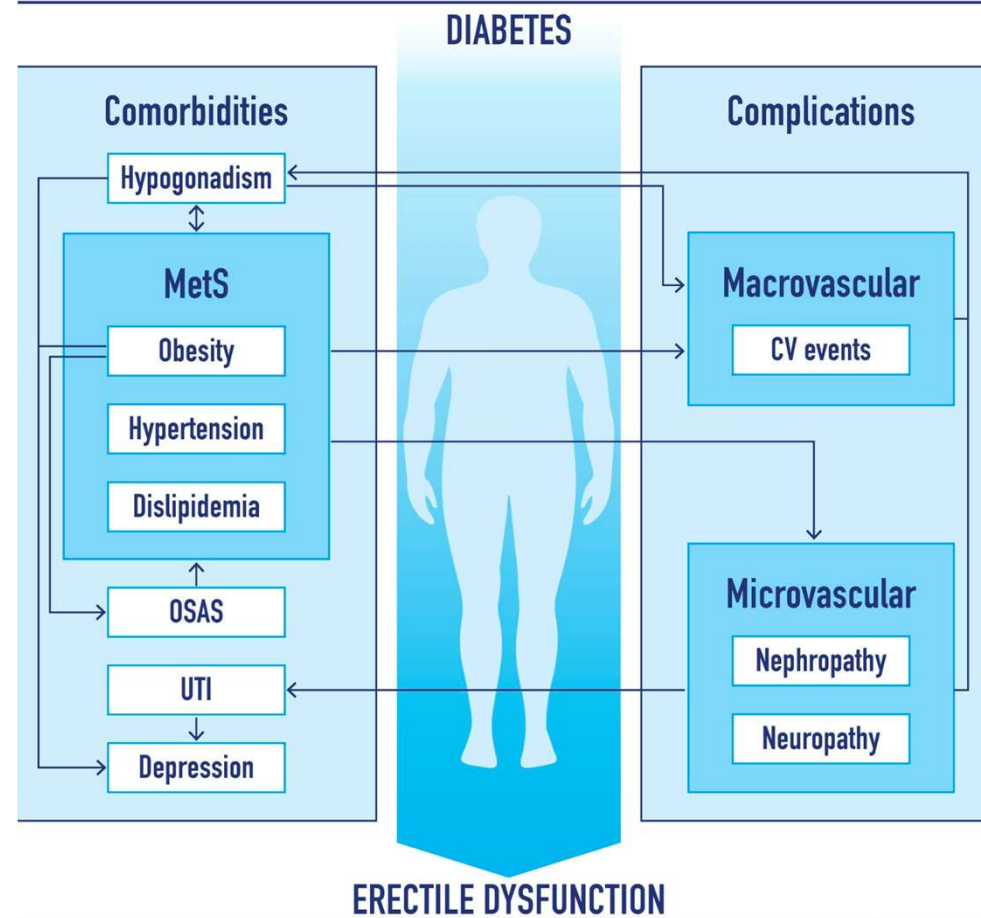 DIABETES
Comorbidities
Hypogonadism
MetS
Obesity
Hypertension
Dislipidemia
OSAS
UTI
Depression
Complications
Macrovascular
CV events
Microvascular
Nephropathy
Neuropathy
ERECTILE DYSFUNCTION